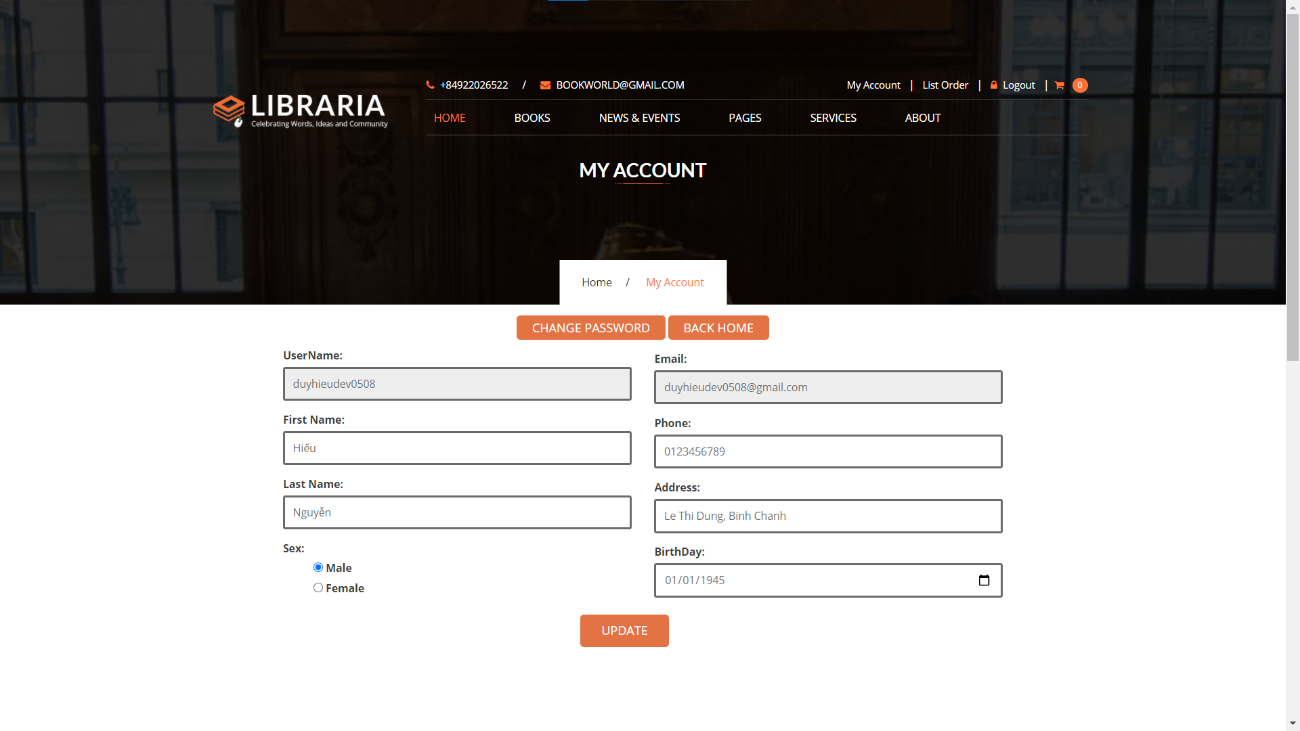 +84922026522 / BOOKWORLD@GMAIL.COM
My Account | List Order | Logout | 0
LIBRARIA
Celebrating Words, Ideas and Community
HOME BOOKS NEWS & EVENTS PAGES SERVICES ABOUT
MY ACCOUNT
Home / My Account
CHANGE PASSWORD BACK HOME
UserName:
duyhieudev0508
Email:
duyhieudev0508@gmail.com
First Name:
Hiếu
Phone:
0123456789
Last Name:
Nguyễn
Address:
Le Thi Dung, Binh Chanh
Sex:
Male
Female
BirthDay:
01/01/1945
UPDATE